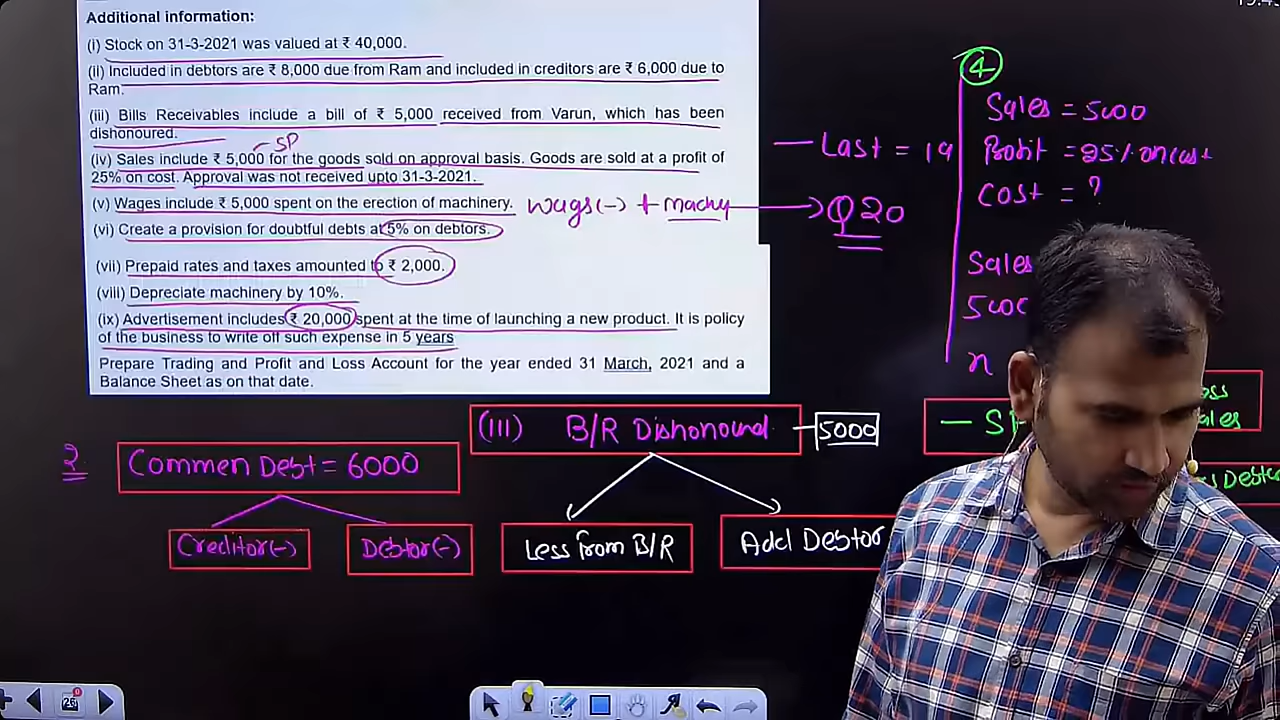 Additional information:
(i) Stock on 31-3-2021 was valued at ₹ 40,000.
(ii) Included in debtors are ₹ 8,000 due from Ram and included in creditors are ₹ 6,000 due to
Ram.
(iii) Bills Receivables include a bill of ₹ 5,000 received from Varun, which has been
dishonoured.
SP
(iv) Sales include ₹ 5,000 for the goods sold on approval basis. Goods are sold at a profit of
25% on cost. Approval was not received upto 31-3-2021.
(v) Wages include ₹ 5,000 spent on the erection of machinery.
Wags(-) + Machy
(vi) Create a provision for doubtful debts at 5% on debtors.
(vii) Prepaid rates and taxes amounted to ₹ 2,000.
(viii) Depreciate machinery by 10%.
(ix) Advertisement includes ₹ 20,000 spent at the time of launching a new product. It is policy
of the business to write off such expense in 5 years
Prepare Trading and Profit and Loss Account for the year ended 31 March, 2021 and a
Balance Sheet as on that date.
— Last = 19
Q20
4
Sales = 5000
Profit = 25% on cost
Cost = ?
Sales
2
Commen Debt = 6000
Creditor(-)
Debtor(-)
(III) B/R Dishonound
5000
Less from B/R
Add Debtor